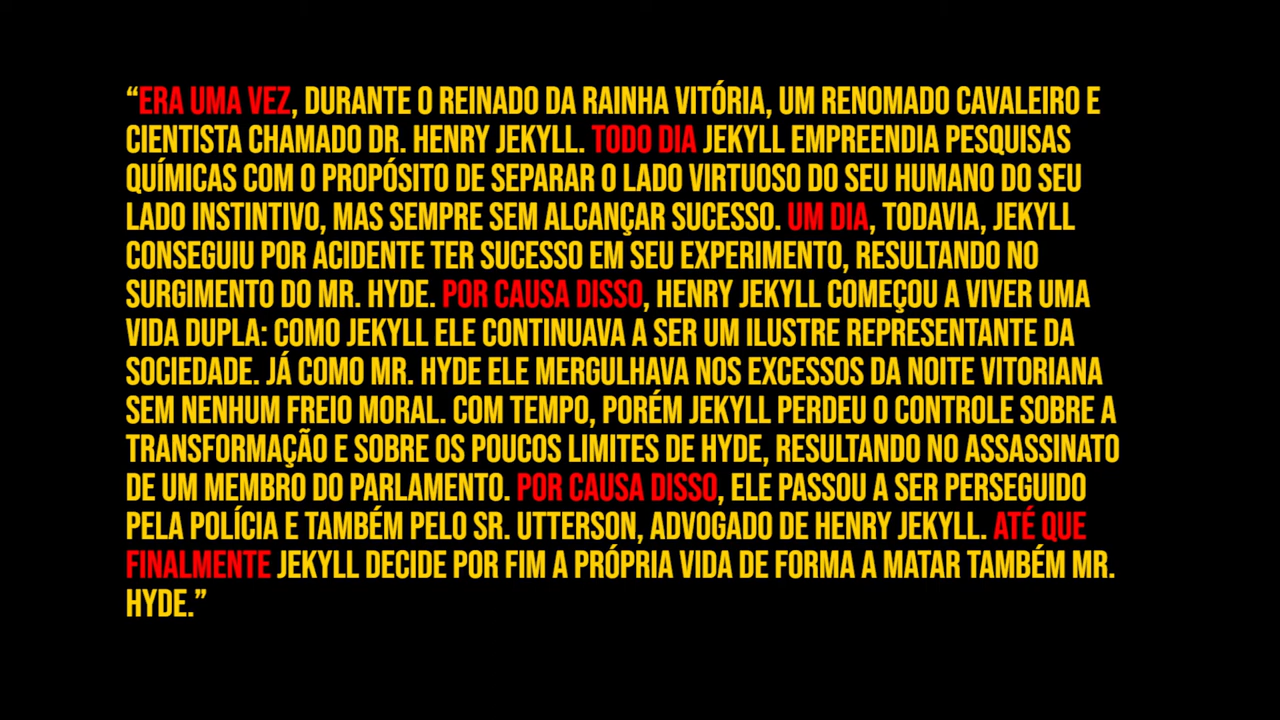 “ERA UMA VEZ, DURANTE O REINADO DA RAINHA VITÓRIA, UM RENOMADO CAVALEIRO E
CIENTISTA CHAMADO DR. HENRY JEKYLL. TODO DIA JEKYLL EMPREENDIA PESQUISAS
QUÍMICAS COM O PROPÓSITO DE SEPARAR O LADO VIRTUOSO DO SEU HUMANO DO SEU
LADO INSTINTIVO, MAS SEMPRE SEM ALCANÇAR SUCESSO. UM DIA, TODAVIA, JEKYLL
CONSEGUIU POR ACIDENTE TER SUCESSO EM SEU EXPERIMENTO, RESULTANDO NO
SURGIMENTO DO MR. HYDE. POR CAUSA DISSO, HENRY JEKYLL COMEÇOU A VIVER UMA
VIDA DUPLA: COMO JEKYLL ELE CONTINUAVA A SER UM ILUSTRE REPRESENTANTE DA
SOCIEDADE. JÁ COMO MR. HYDE ELE MERGULHAVA NOS EXCESSOS DA NOITE VITORIANA
SEM NENHUM FREIO MORAL. COM TEMPO, PORÉM JEKYLL PERDEU O CONTROLE SOBRE A
TRANSFORMAÇÃO E SOBRE OS POUCOS LIMITES DE HYDE, RESULTANDO NO ASSASSINATO
DE UM MEMBRO DO PARLAMENTO. POR CAUSA DISSO, ELE PASSOU A SER PERSEGUIDO
PELA POLÍCIA E TAMBÉM PELO SR. UTTERSON, ADVOGADO DE HENRY JEKYLL. ATÉ QUE
FINALMENTE JEKYLL DECIDE POR FIM A PRÓPRIA VIDA DE FORMA A MATAR TAMBÉM MR.
HYDE.”